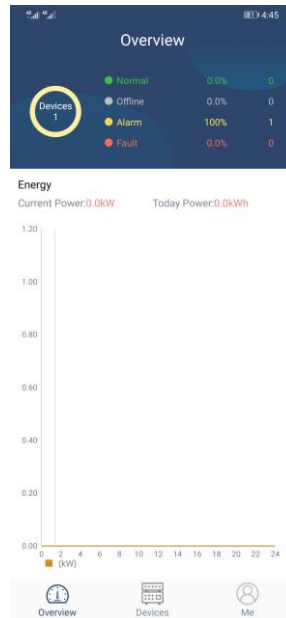 4:45
Overview
Devices
1
Normal 0.0% 0
Offline 0.0% 0
Alarm 100% 1
Fault 0.0% 0
Energy
Current Power:0.0kW Today Power:0.0kWh
1.20
1.00
0.80
0.60
0.40
0.20
0.00
0 2 4 6 8 10 12 14 16 18 20 22 24
(kW)
Overview Devices Me